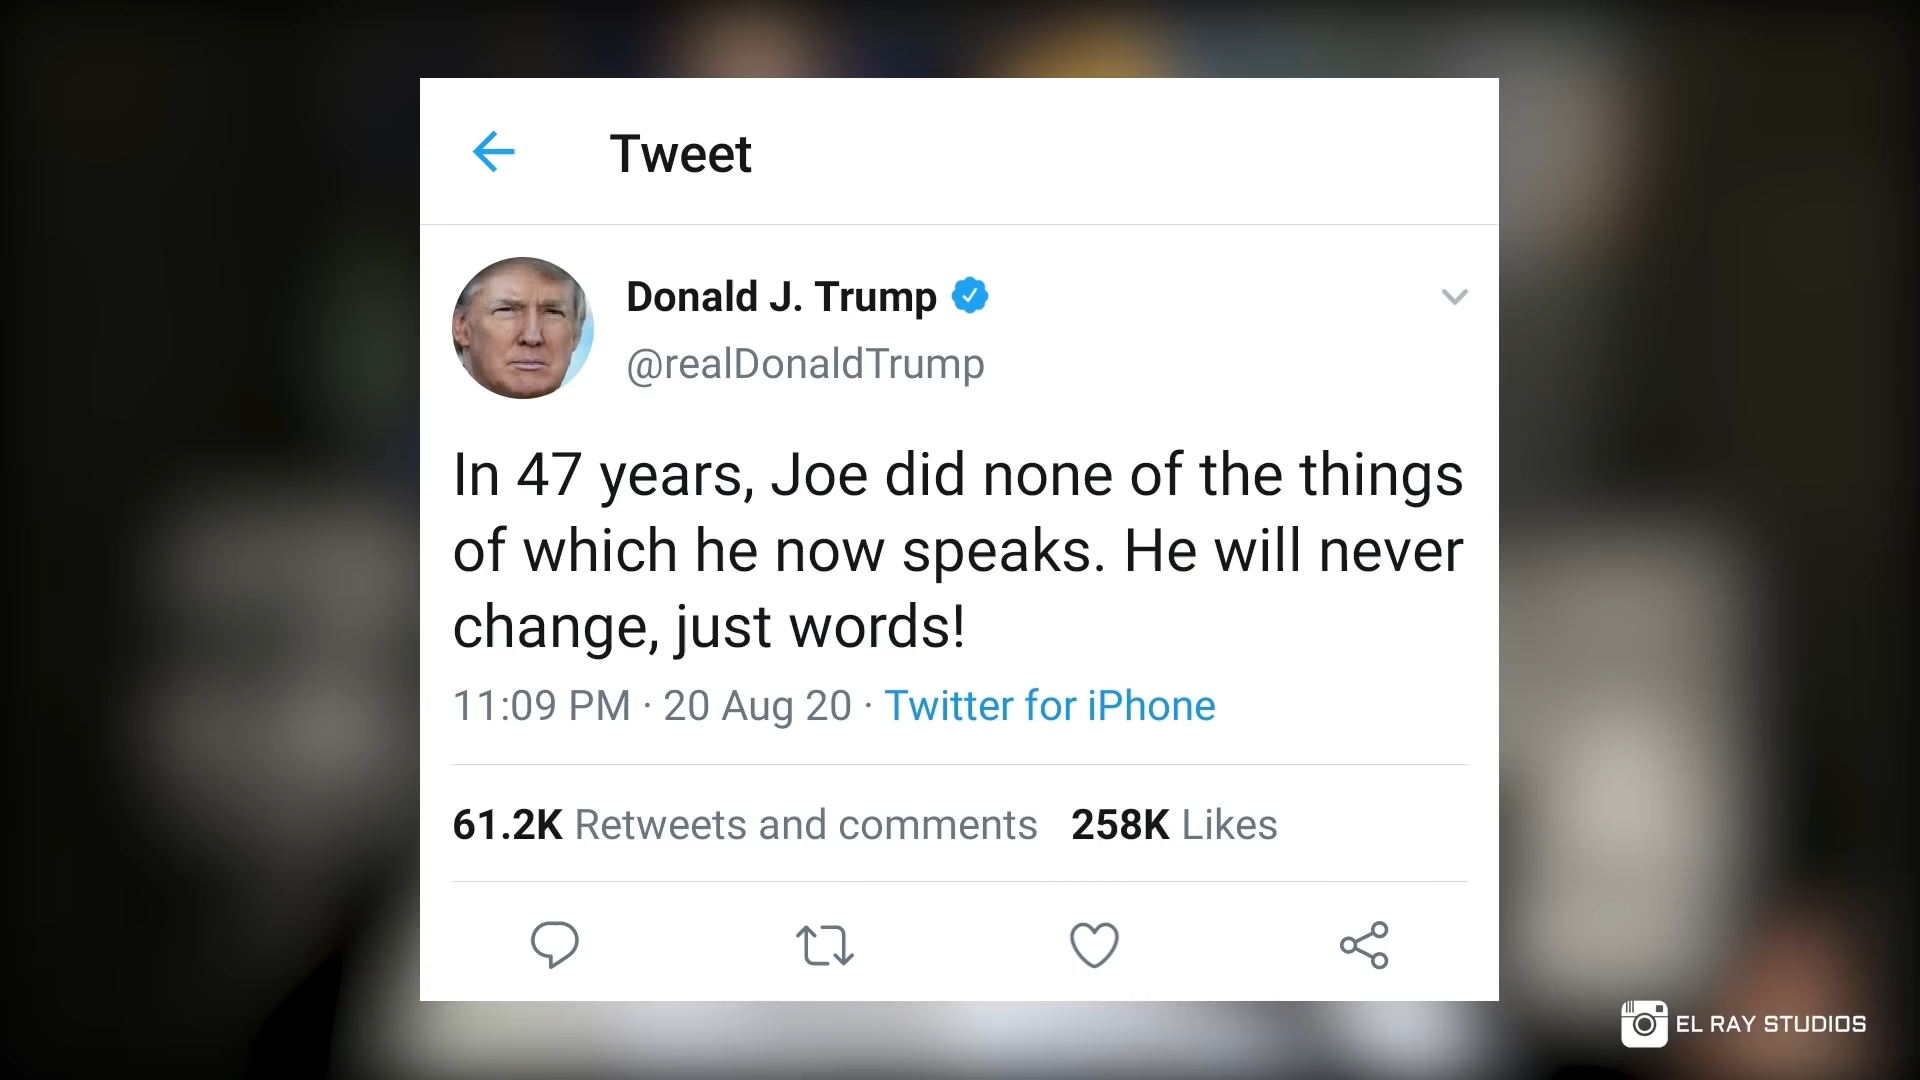 Tweet
Donald J. Trump
@realDonaldTrump
In 47 years, Joe did none of the things
of which he now speaks. He will never
change, just words!
11:09 PM · 20 Aug 20 · Twitter for iPhone
61.2K Retweets and comments 258K Likes
EL RAY STUDIOS